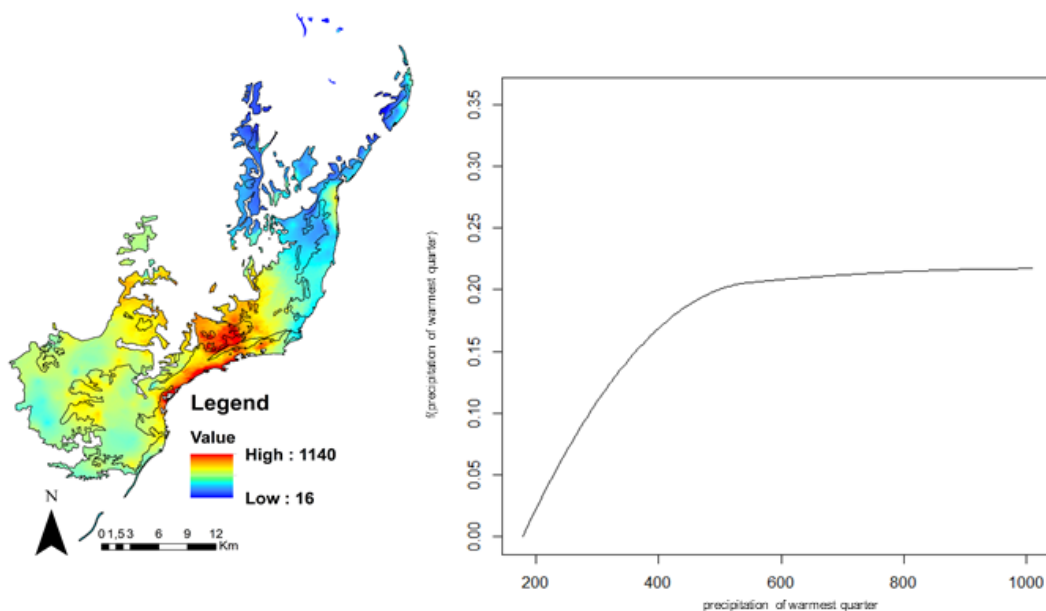 Legend
Value
High : 1140
Low : 16
N
0 1,5 3 6 9 12
Km
0.35
0.30
0.25
0.20
0.15
0.10
0.05
0.00
f(precipitation of warmest quarter)
200 400 600 800 1000
precipitation of warmest quarter